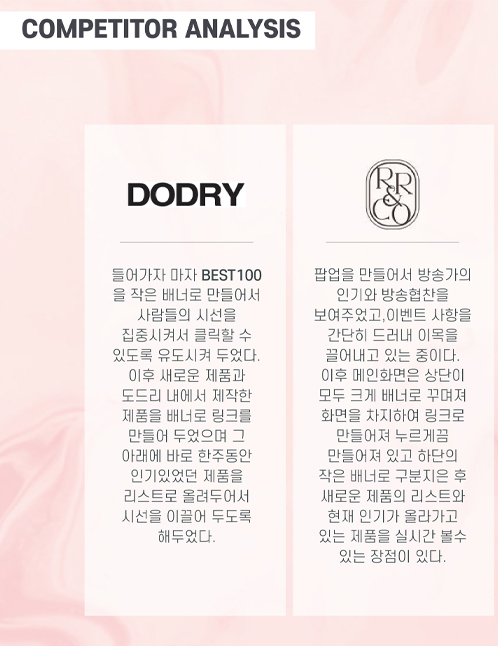 COMPETITOR ANALYSIS
DODRY
들어가자 마자 BEST100
을 작은 배너로 만들어서
사람들의 시선을
집중시켜서 클릭할 수
있도록 유도시켜 두었다.
이후 새로운 제품과
도드리 내에서 제작한
제품을 배너로 링크를
만들어 두었으며 그
아래에 바로 한주동안
인기있었던 제품을
리스트로 올려두어서
시선을 이끌어 두도록
해두었다.
RR
&
CO
팝업을 만들어서 방송가의
인기와 방송협찬을
보여주었고,이벤트 사항을
간단히 드러내 이목을
끌어내고 있는 중이다.
이후 메인화면은 상단이
모두 크게 배너로 꾸며져
화면을 차지하여 링크로
만들어져 누르게끔
만들어져 있고 하단의
작은 배너로 구분지은 후
새로운 제품의 리스트와
현재 인기가 올라가고
있는 제품을 실시간 볼수
있는 장점이 있다.